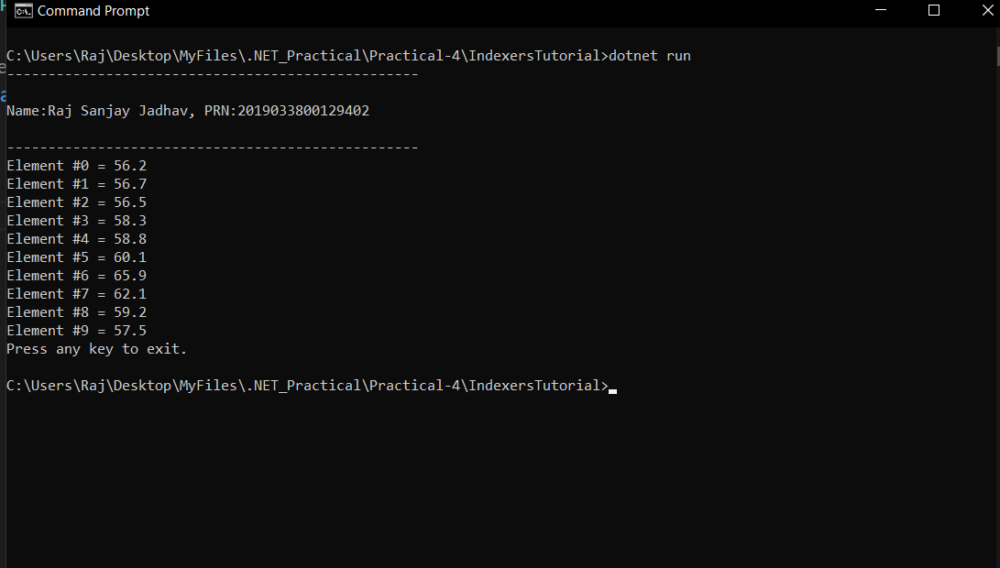 Command Prompt
C:\Users\Raj\Desktop\MyFiles\.NET_Practical\Practical-4\IndexersTutorial>dotnet run
--------------------------------------------------
Name:Raj Sanjay Jadhav, PRN:2019033800129402
--------------------------------------------------
Element #0 = 56.2
Element #1 = 56.7
Element #2 = 56.5
Element #3 = 58.3
Element #4 = 58.8
Element #5 = 60.1
Element #6 = 65.9
Element #7 = 62.1
Element #8 = 59.2
Element #9 = 57.5
Press any key to exit.
C:\Users\Raj\Desktop\MyFiles\.NET_Practical\Practical-4\IndexersTutorial>